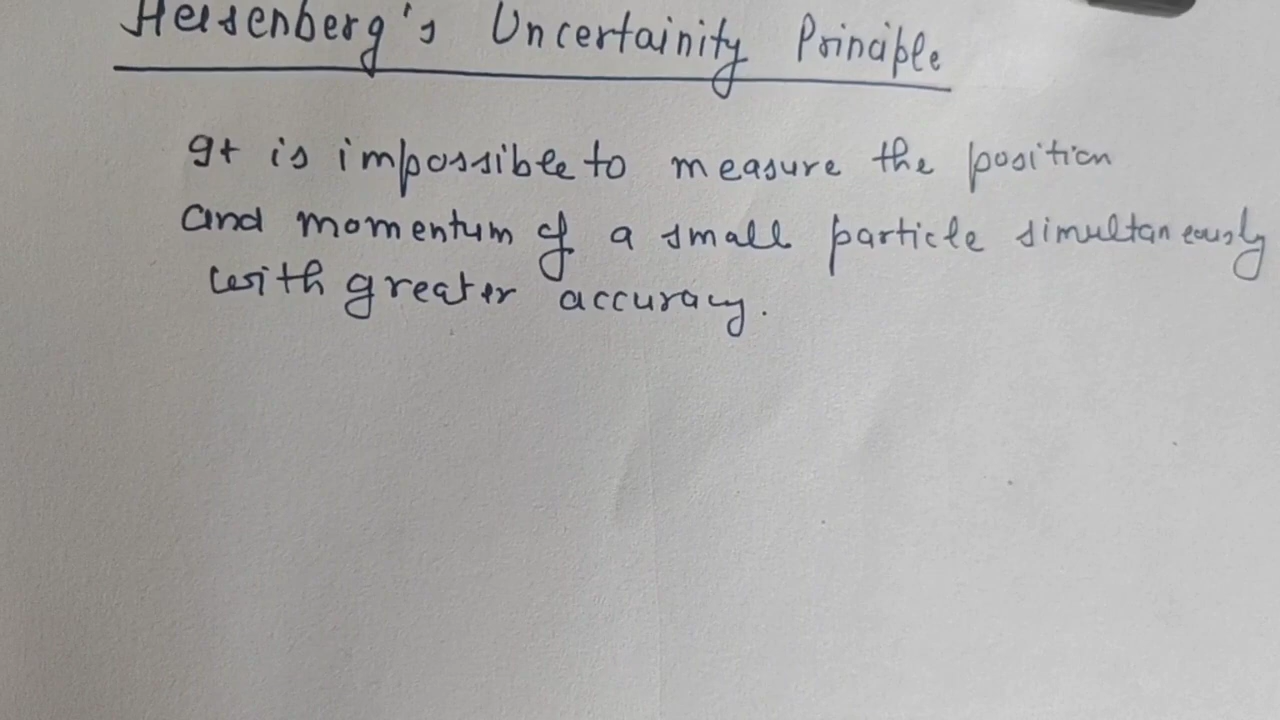 Heisenberg's Uncertainity Principle
It is impossible to measure the position
and momentum of a small particle simultaneously
with greater accuracy.